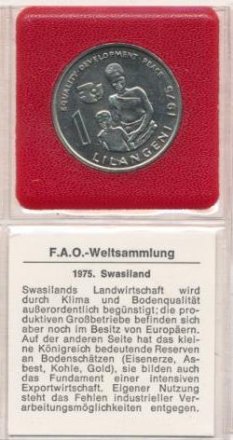 EQUALITY DEVELOPMENT PEACE 1975
1
LILANGENI
F.A.O.-Weltsammlung
1975. Swasiland
Swasilands Landwirtschaft wird
durch Klima und Bodenqualität
außerordentlich begünstigt; die pro-
duktiven Großbetriebe befinden sich
aber noch im Besitz von Europäern.
Auf der anderen Seite hat das klei-
ne Königreich bedeutende Reserven
an Bodenschätzen (Eisenerze, As-
best, Kohle, Gold), sie bilden auch
das Fundament einer intensiven
Exportwirtschaft. Eigener Nutzung
steht das Fehlen industrieller Ver-
arbeitungsmöglichkeiten entgegen.